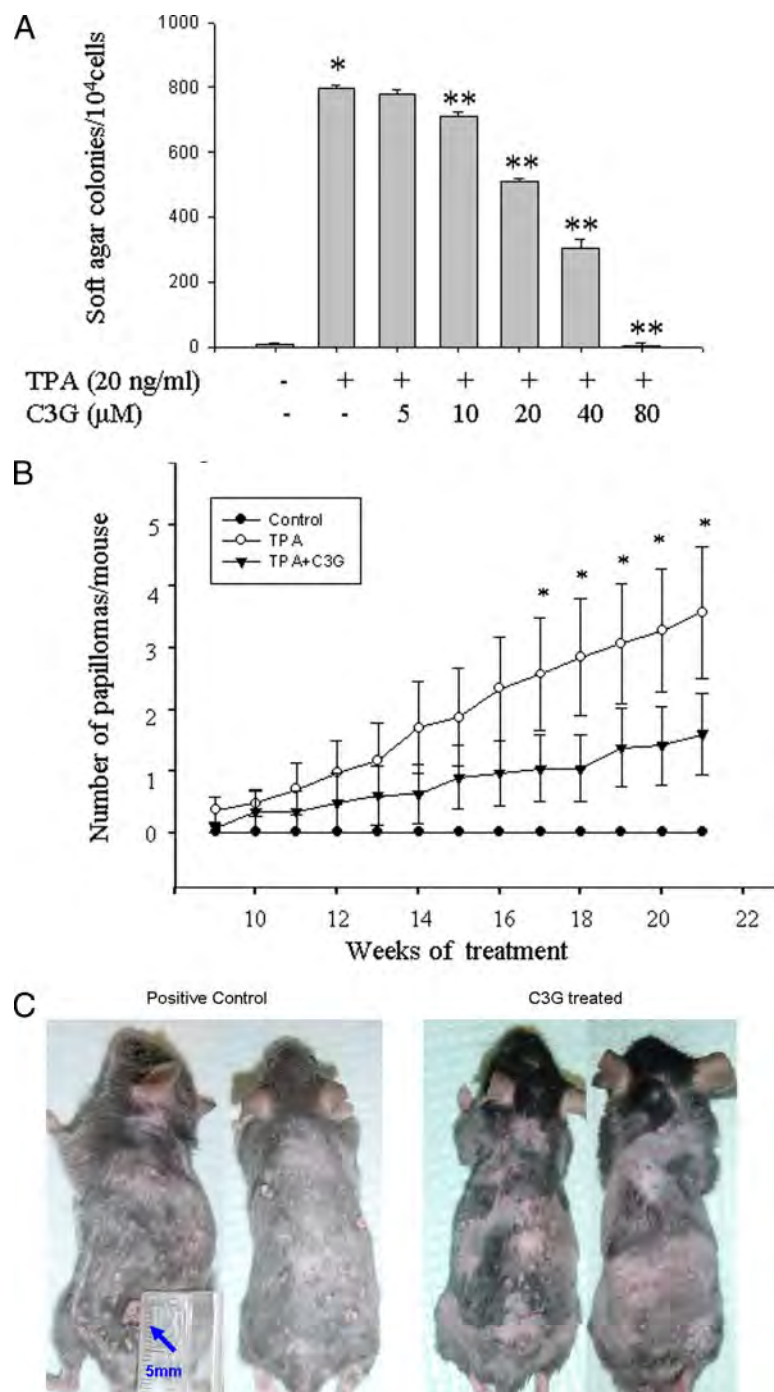 A
Soft agar colonies/10⁴cells
1000
800
600
400
200
0
*
**
**
**
**
TPA (20 ng/ml) - + + + + + +
C3G (μM) - - 5 10 20 40 80
B
Number of papillomas/mouse
5
4
3
2
1
0
Control
TPA
TPA+C3G
* * * * *
10 12 14 16 18 20 22
Weeks of treatment
C
Positive Control
C3G treated
5mm